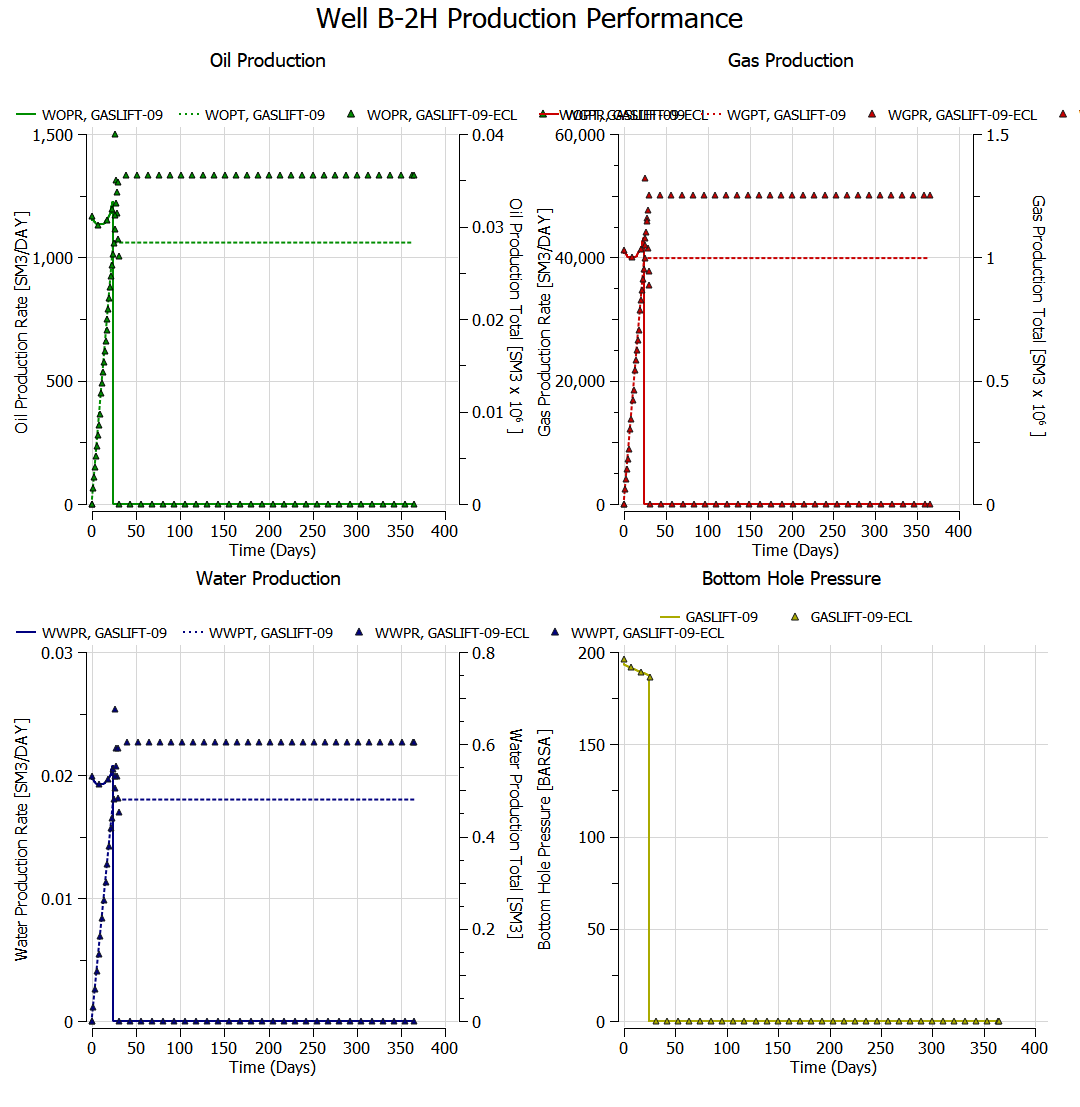 Well B-2H Production Performance
Oil Production
WOPR, GASLIFT-09 WOPT, GASLIFT-09 WOPR, GASLIFT-09-ECL WOPT, GASLIFT-09-ECL
1,500
1,000
500
0
Oil Production Rate [SM3/DAY]
0.04
0.03
0.02
0.01
0
Oil Production Total [SM3 x 10⁶ ]
0 50 100 150 200 250 300 350 400
Time (Days)
Gas Production
WGPR, GASLIFT-09 WGPT, GASLIFT-09 WGPR, GASLIFT-09-ECL
60,000
40,000
20,000
0
Gas Production Rate [SM3/DAY]
1.5
1
0.5
0
Gas Production Total [SM3 x 10⁶ ]
0 50 100 150 200 250 300 350 400
Time (Days)
Water Production
WWPR, GASLIFT-09 WWPT, GASLIFT-09 WWPR, GASLIFT-09-ECL WWPT, GASLIFT-09-ECL
0.03
0.02
0.01
0
Water Production Rate [SM3/DAY]
0.8
0.6
0.4
0.2
0
Water Production Total [SM3]
0 50 100 150 200 250 300 350 400
Time (Days)
Bottom Hole Pressure
GASLIFT-09 GASLIFT-09-ECL
200
150
100
50
0
Bottom Hole Pressure [BARSA]
0 50 100 150 200 250 300 350 400
Time (Days)